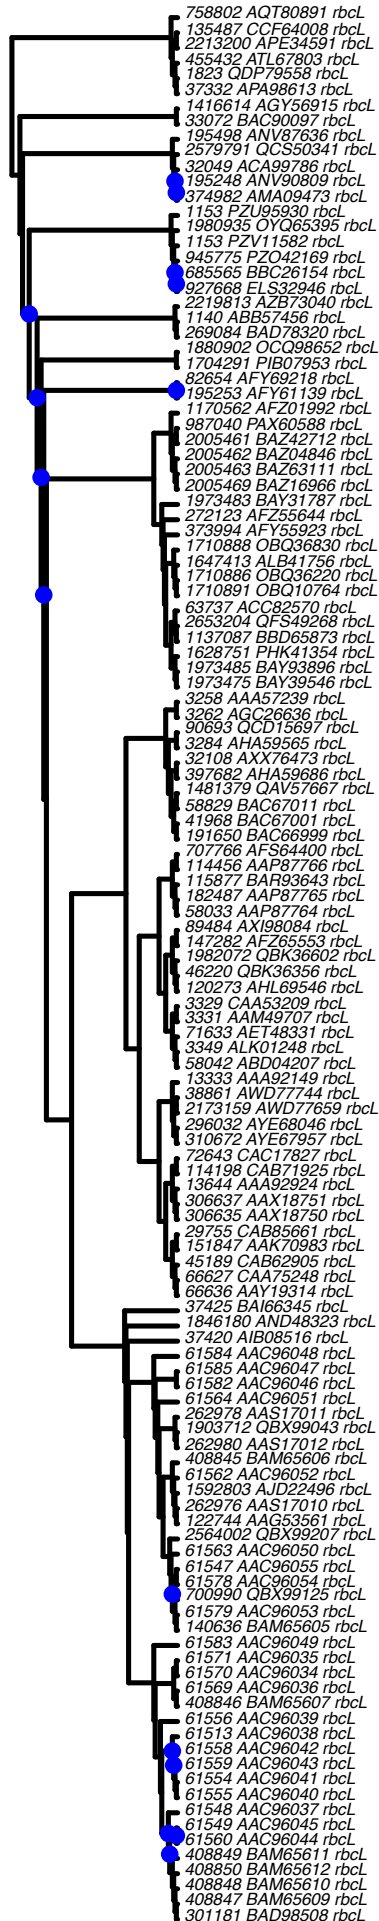 758802 AQT80891 rbcL
135487 CCF64008 rbcL
2213200 APE34591 rbcL
455432 ATL67803 rbcL
1823 QDP79558 rbcL
37332 APA98613 rbcL
1416614 AGY56915 rbcL
33072 BAC90097 rbcL
195498 ANV87636 rbcL
2579791 QCS50341 rbcL
32049 ACA99786 rbcL
195248 ANV90809 rbcL
374982 AMA09473 rbcL
1153 PZU95930 rbcL
1980935 OYQ65395 rbcL
1153 PZV11582 rbcL
945775 PZO42169 rbcL
685565 BBC26154 rbcL
927668 ELS32946 rbcL
2219813 AZB73040 rbcL
1140 ABB57456 rbcL
269084 BAD78320 rbcL
1880902 OCQ98652 rbcL
1704291 PIB07953 rbcL
82654 AFY69218 rbcL
195253 AFY61139 rbcL
1170562 AFZ01992 rbcL
987040 PAX60588 rbcL
2005461 BAZ42712 rbcL
2005462 BAZ04846 rbcL
2005463 BAZ63111 rbcL
2005469 BAZ16966 rbcL
1973483 BAY31787 rbcL
272123 AFZ55644 rbcL
373994 AFY55923 rbcL
1710888 OBQ36830 rbcL
1647413 ALB41756 rbcL
1710886 OBQ36220 rbcL
1710891 OBQ10764 rbcL
63737 ACC82570 rbcL
2653204 QFS49268 rbcL
1137087 BBD65873 rbcL
1628751 PHK41354 rbcL
1973485 BAY93896 rbcL
1973475 BAY39546 rbcL
3258 AAA57239 rbcL
3262 AGC26636 rbcL
90693 QCD15697 rbcL
3284 AHA59565 rbcL
32108 AXX76473 rbcL
397682 AHA59686 rbcL
1481379 QAV57667 rbcL
58829 BAC67011 rbcL
41968 BAC67001 rbcL
191650 BAC66999 rbcL
707766 AFS64400 rbcL
114456 AAP87766 rbcL
115877 BAR93643 rbcL
182487 AAP87765 rbcL
58033 AAP87764 rbcL
89484 AXI98084 rbcL
147282 AFZ65553 rbcL
1982072 QBK36602 rbcL
46220 QBK36356 rbcL
120273 AHL69546 rbcL
3329 CAA53209 rbcL
3331 AAM49707 rbcL
71633 AET48331 rbcL
3349 ALK01248 rbcL
58042 ABD04207 rbcL
13333 AAA92149 rbcL
38861 AWD77744 rbcL
2173159 AWD77659 rbcL
296032 AYE68046 rbcL
310672 AYE67957 rbcL
72643 CAC17827 rbcL
114198 CAB71925 rbcL
13644 AAA92924 rbcL
306637 AAX18751 rbcL
306635 AAX18750 rbcL
29755 CAB85661 rbcL
151847 AAK70983 rbcL
45189 CAB62905 rbcL
66627 CAA75248 rbcL
66636 AAY19314 rbcL
37425 BAI66345 rbcL
1846180 AND48323 rbcL
37420 AIB08516 rbcL
61584 AAC96048 rbcL
61585 AAC96047 rbcL
61582 AAC96046 rbcL
61564 AAC96051 rbcL
262978 AAS17011 rbcL
1903712 QBX99043 rbcL
262980 AAS17012 rbcL
408845 BAM65606 rbcL
61562 AAC96052 rbcL
1592803 AJD22496 rbcL
262976 AAS17010 rbcL
122744 AAG53561 rbcL
2564002 QBX99207 rbcL
61563 AAC96050 rbcL
61547 AAC96055 rbcL
61578 AAC96054 rbcL
700990 QBX99125 rbcL
61579 AAC96053 rbcL
140636 BAM65605 rbcL
61583 AAC96049 rbcL
61571 AAC96035 rbcL
61570 AAC96034 rbcL
61569 AAC96036 rbcL
408846 BAM65607 rbcL
61556 AAC96039 rbcL
61513 AAC96038 rbcL
61558 AAC96042 rbcL
61559 AAC96043 rbcL
61554 AAC96041 rbcL
61555 AAC96040 rbcL
61548 AAC96037 rbcL
61549 AAC96045 rbcL
61560 AAC96044 rbcL
408849 BAM65611 rbcL
408850 BAM65612 rbcL
408848 BAM65610 rbcL
408847 BAM65609 rbcL
301181 BAD98508 rbcL